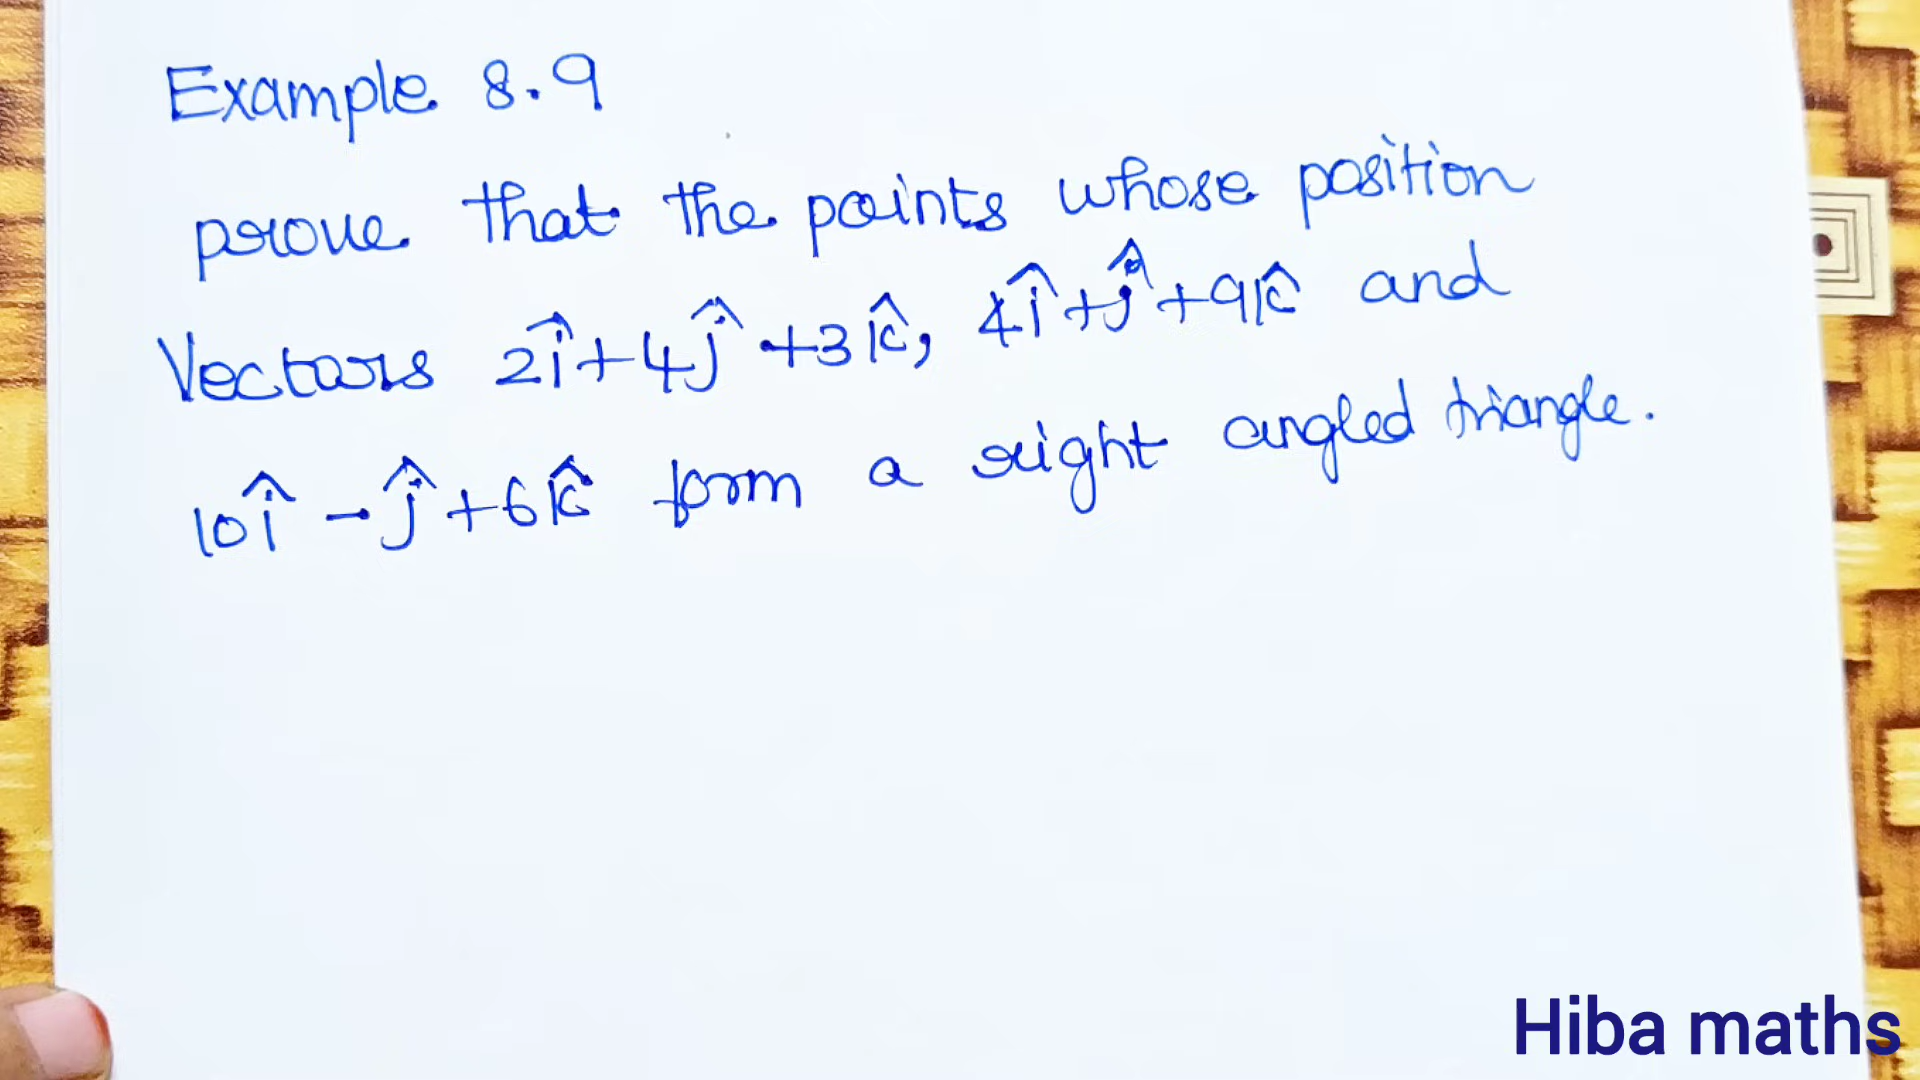 Example 8.9
prove that the points whose position
Vectors 2î+4ĵ+3k̂, 4î+ĵ+9k̂ and
10î-ĵ+6k̂ form a right angled triangle.
Hiba maths